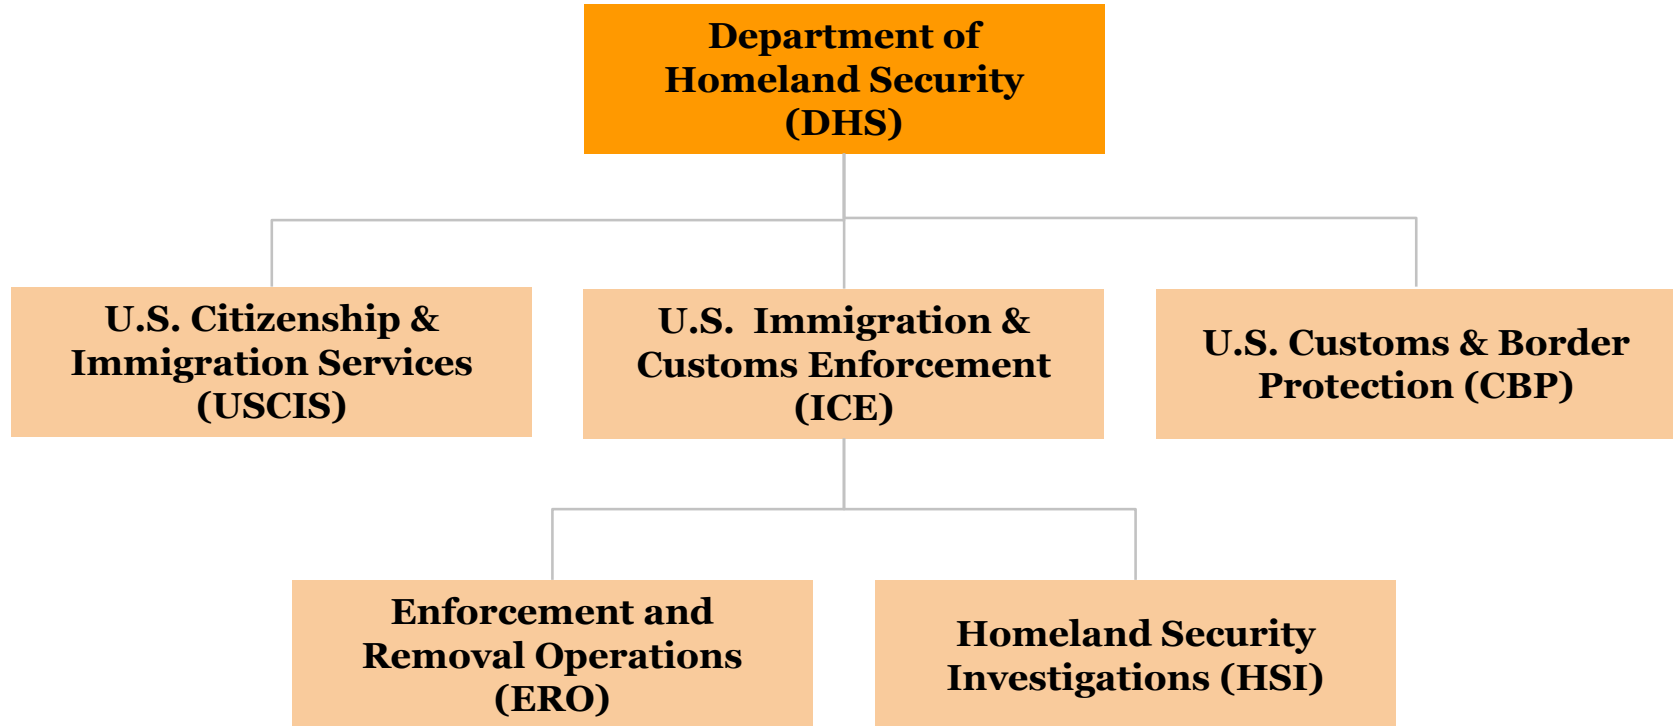 Department of
Homeland Security
(DHS)
U.S. Citizenship &
Immigration Services
(USCIS)
U.S.  Immigration &
Customs Enforcement
(ICE)
U.S. Customs & Border
Protection (CBP)
Enforcement and
Removal Operations
(ERO)
Homeland Security
Investigations (HSI)